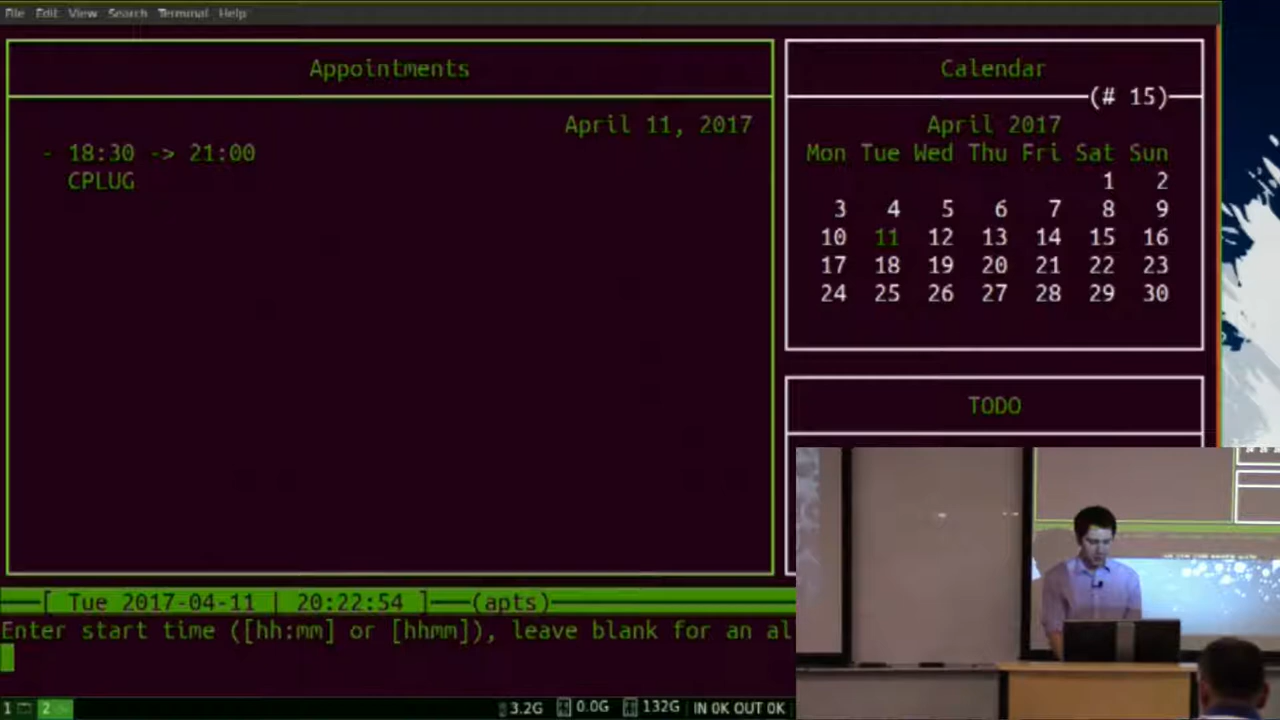 File Edit View Search Terminal Help
Appointments
April 11, 2017
- 18:30 -> 21:00
CPLUG
Calendar
(# 15)
April 2017
Mon Tue Wed Thu Fri Sat Sun
1 2
3 4 5 6 7 8 9
10 11 12 13 14 15 16
17 18 19 20 21 22 23
24 25 26 27 28 29 30
TODO
[ Tue 2017-04-11 | 20:22:54 ] (apts)
Enter start time ([hh:mm] or [hhmm]), leave blank for an al
1 2 3.2G 0.0G 132G IN 0K OUT 0K